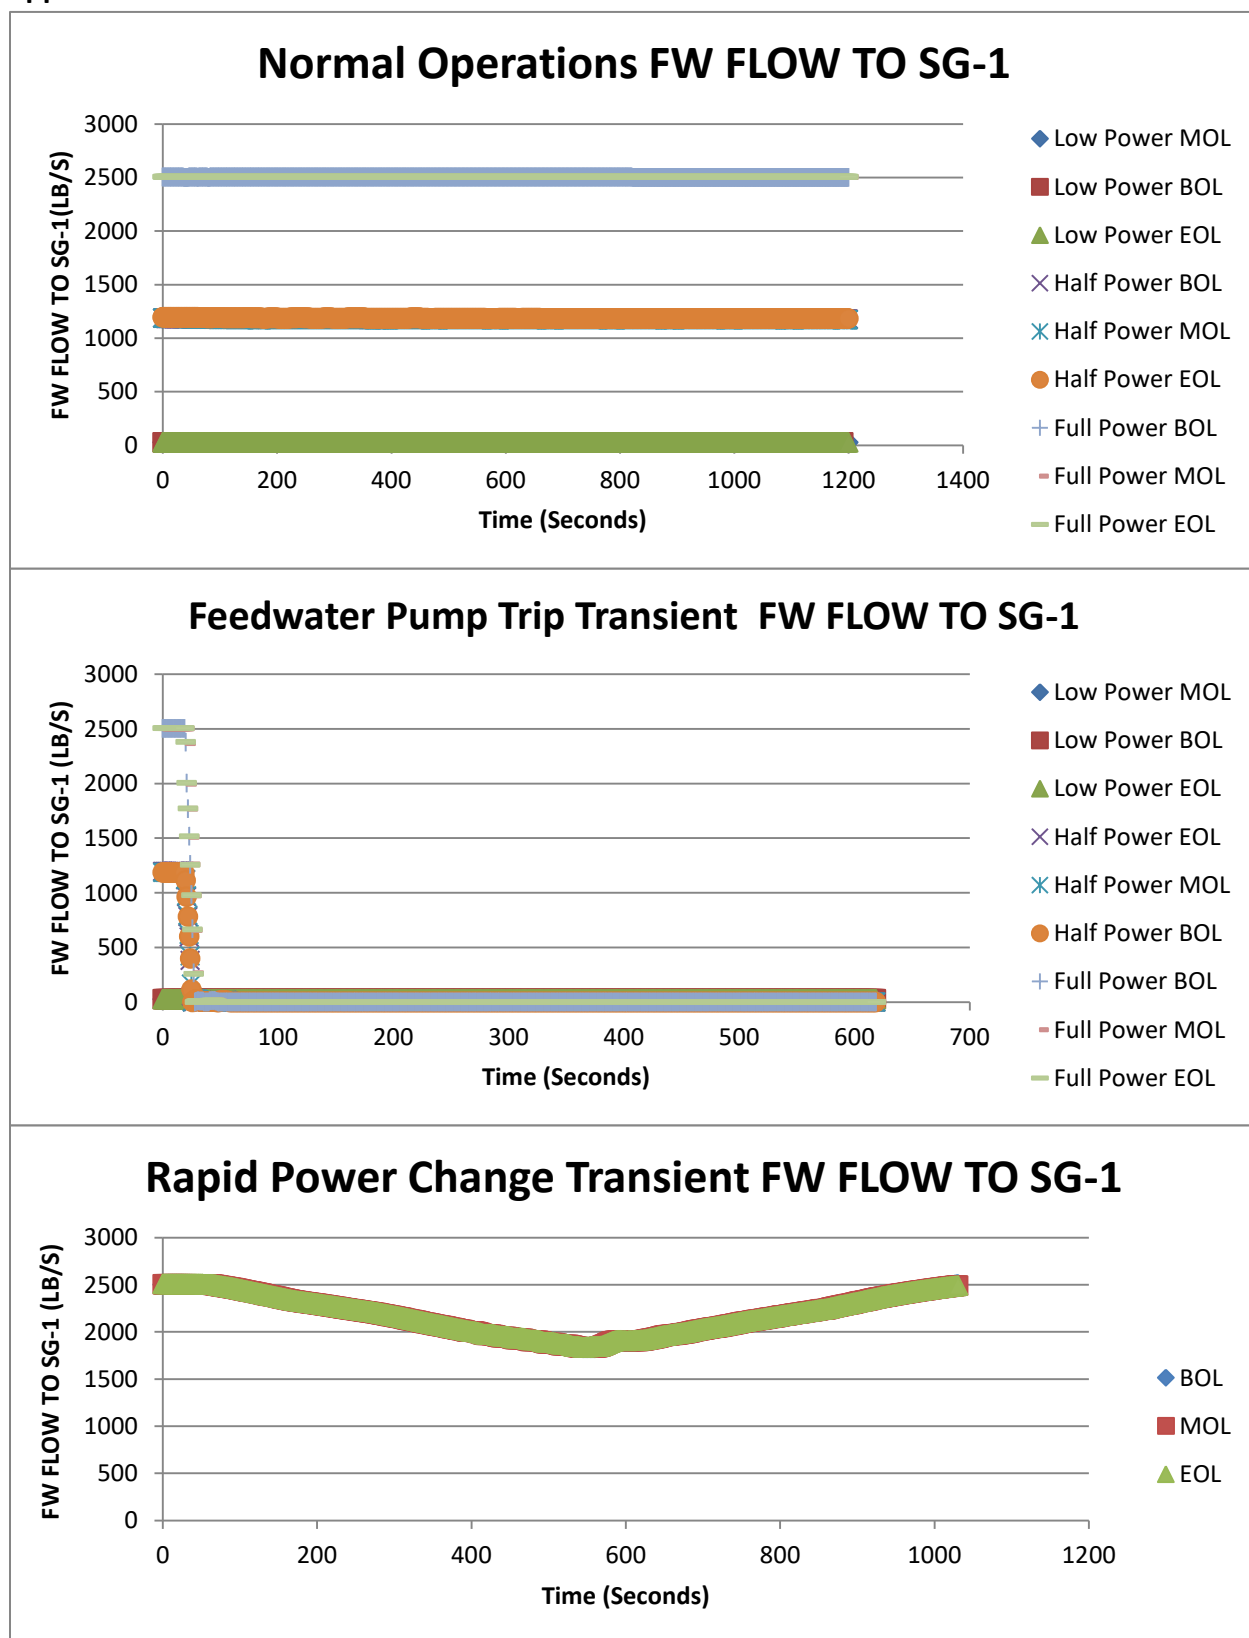 Normal Operations FW FLOW TO SG-1
3000
2500
2000
1500
1000
500
0
FW FLOW TO SG-1(LB/S)
0 200 400 600 800 1000 1200 1400
Time (Seconds)
Low Power MOL
Low Power BOL
Low Power EOL
Half Power BOL
Half Power MOL
Half Power EOL
Full Power BOL
Full Power MOL
Full Power EOL
Feedwater Pump Trip Transient  FW FLOW TO SG-1
3000
2500
2000
1500
1000
500
0
FW FLOW TO SG-1 (LB/S)
0 100 200 300 400 500 600 700
Time (Seconds)
Low Power MOL
Low Power BOL
Low Power EOL
Half Power EOL
Half Power MOL
Half Power BOL
Full Power BOL
Full Power MOL
Full Power EOL
Rapid Power Change Transient FW FLOW TO SG-1
3000
2500
2000
1500
1000
500
0
FW FLOW TO SG-1 (LB/S)
0 200 400 600 800 1000 1200
Time (Seconds)
BOL
MOL
EOL